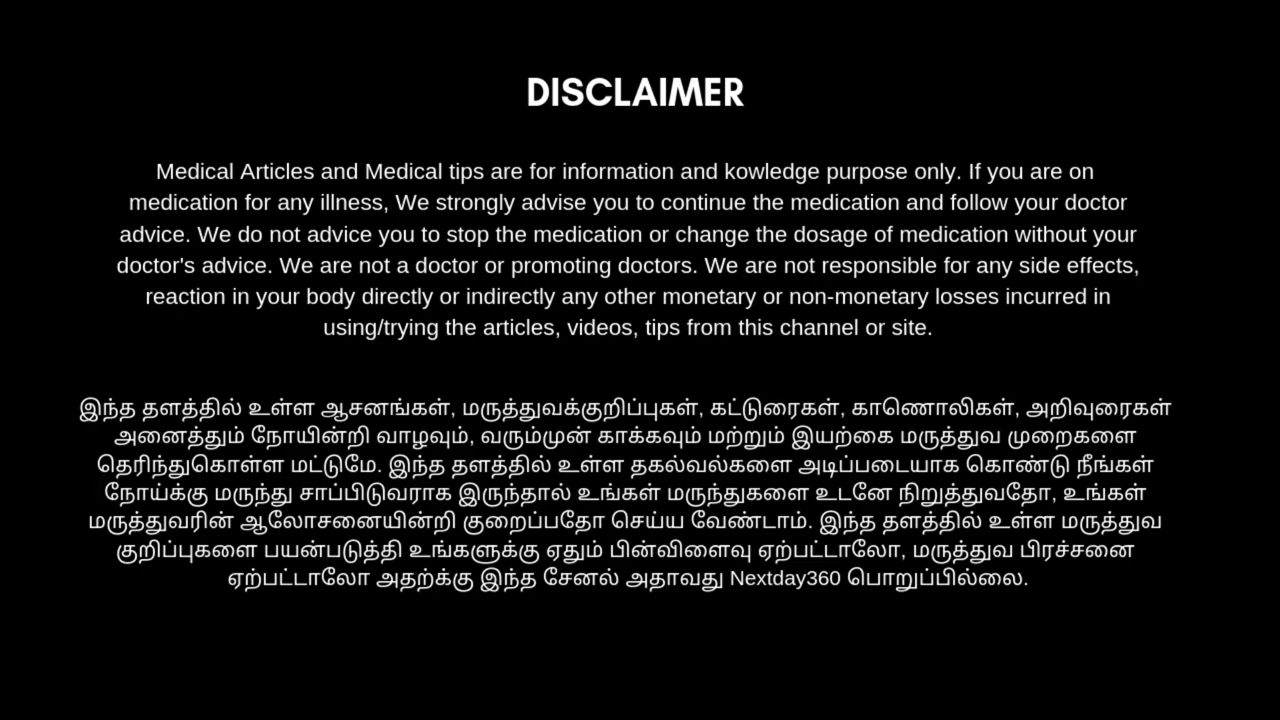 DISCLAIMER
Medical Articles and Medical tips are for information and kowledge purpose only. If you are on
medication for any illness, We strongly advise you to continue the medication and follow your doctor
advice. We do not advice you to stop the medication or change the dosage of medication without your
doctor's advice. We are not a doctor or promoting doctors. We are not responsible for any side effects,
reaction in your body directly or indirectly any other monetary or non-monetary losses incurred in
using/trying the articles, videos, tips from this channel or site.
இந்த தளத்தில் உள்ள ஆசனங்கள், மருத்துவக்குறிப்புகள், கட்டுரைகள், காணொலிகள், அறிவுரைகள்
அனைத்தும் நோயின்றி வாழவும், வரும்முன் காக்கவும் மற்றும் இயற்கை மருத்துவ முறைகளை
தெரிந்துகொள்ள மட்டுமே. இந்த தளத்தில் உள்ள தகல்வல்களை அடிப்படையாக கொண்டு நீங்கள்
நோய்க்கு மருந்து சாப்பிடுவராக இருந்தால் உங்கள் மருந்துகளை உடனே நிறுத்துவதோ, உங்கள்
மருத்துவரின் ஆலோசனையின்றி குறைப்பதோ செய்ய வேண்டாம். இந்த தளத்தில் உள்ள மருத்துவ
குறிப்புகளை பயன்படுத்தி உங்களுக்கு ஏதும் பின்விளைவு ஏற்பட்டாலோ, மருத்துவ பிரச்சனை
ஏற்பட்டாலோ அதற்க்கு இந்த சேனல் அதாவது Nextday360 பொறுப்பில்லை.